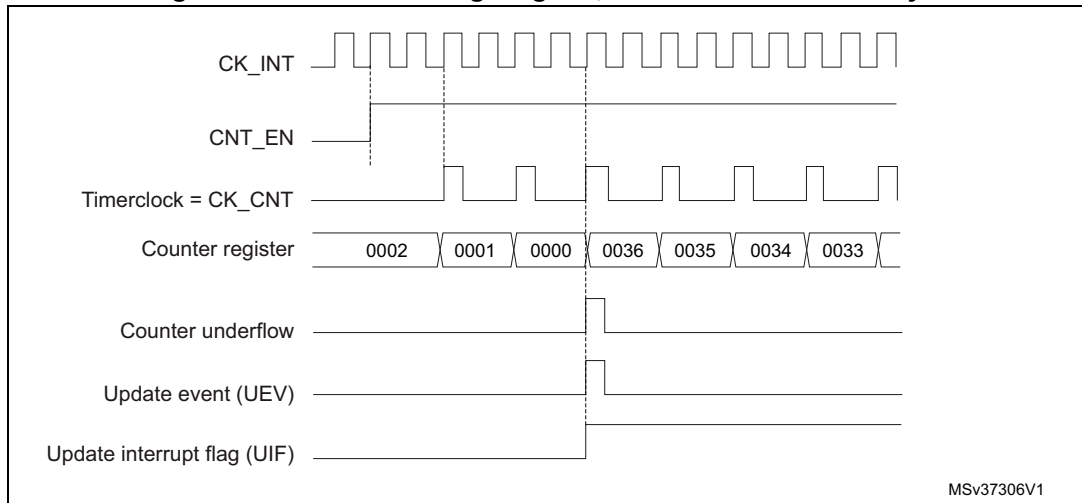 CK_INT
CNT_EN
Timerclock = CK_CNT
Counter register 0002 0001 0000 0036 0035 0034 0033
Counter underflow
Update event (UEV)
Update interrupt flag (UIF)
MSv37306V1